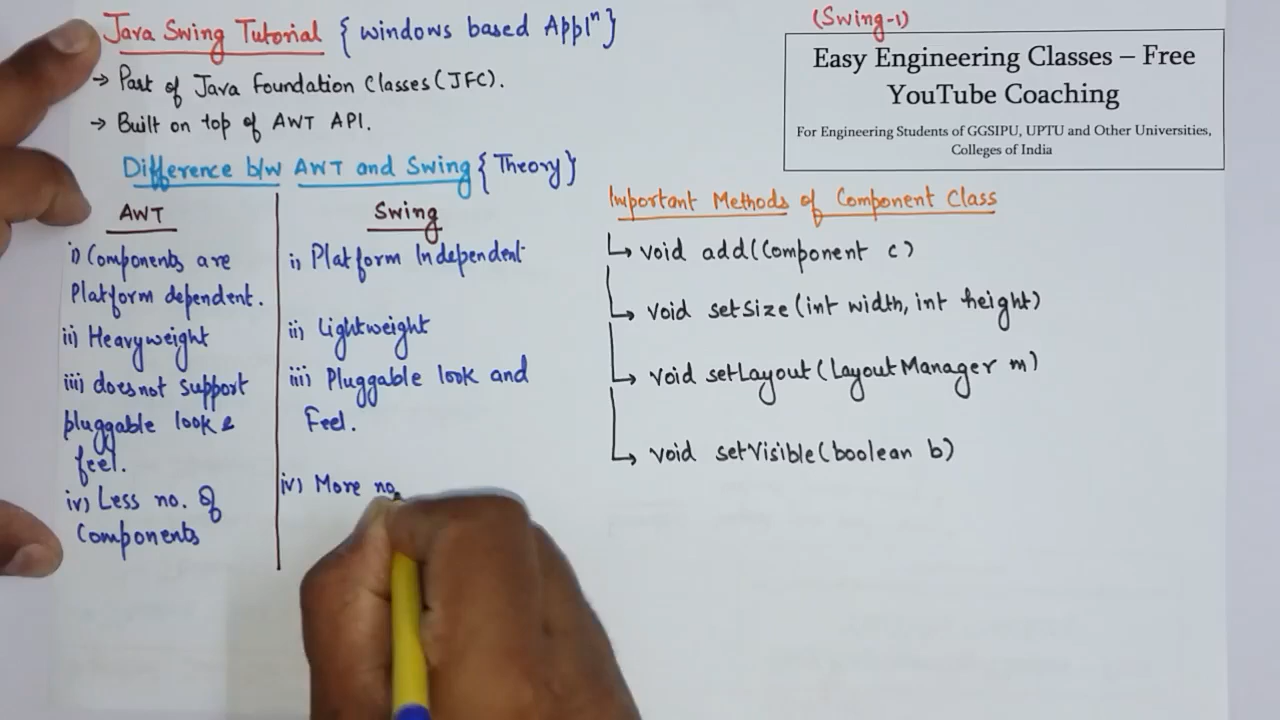 Java Swing Tutorial {windows based Applⁿ}
→ Part of Java Foundation Classes (JFC).
→ Built on top of AWT API.
Difference b/w AWT and Swing {Theory}
AWT
i) Components are
Platform dependent.
ii) Heavyweight
iii) doesnot support
pluggable look &
feel.
iv) Less no. of
Components
Swing
i) Platform Independent
ii) Lightweight
iii) Pluggable look and
Feel.
iv) More no.
(Swing-1)
Easy Engineering Classes – Free
YouTube Coaching
For Engineering Students of GGSIPU, UPTU and Other Universities,
Colleges of India
Important Methods of Component Class
↳ void add(Component c)
↳ void setSize(int width, int height)
↳ void setLayout(LayoutManager m)
↳ void setVisible(boolean b)